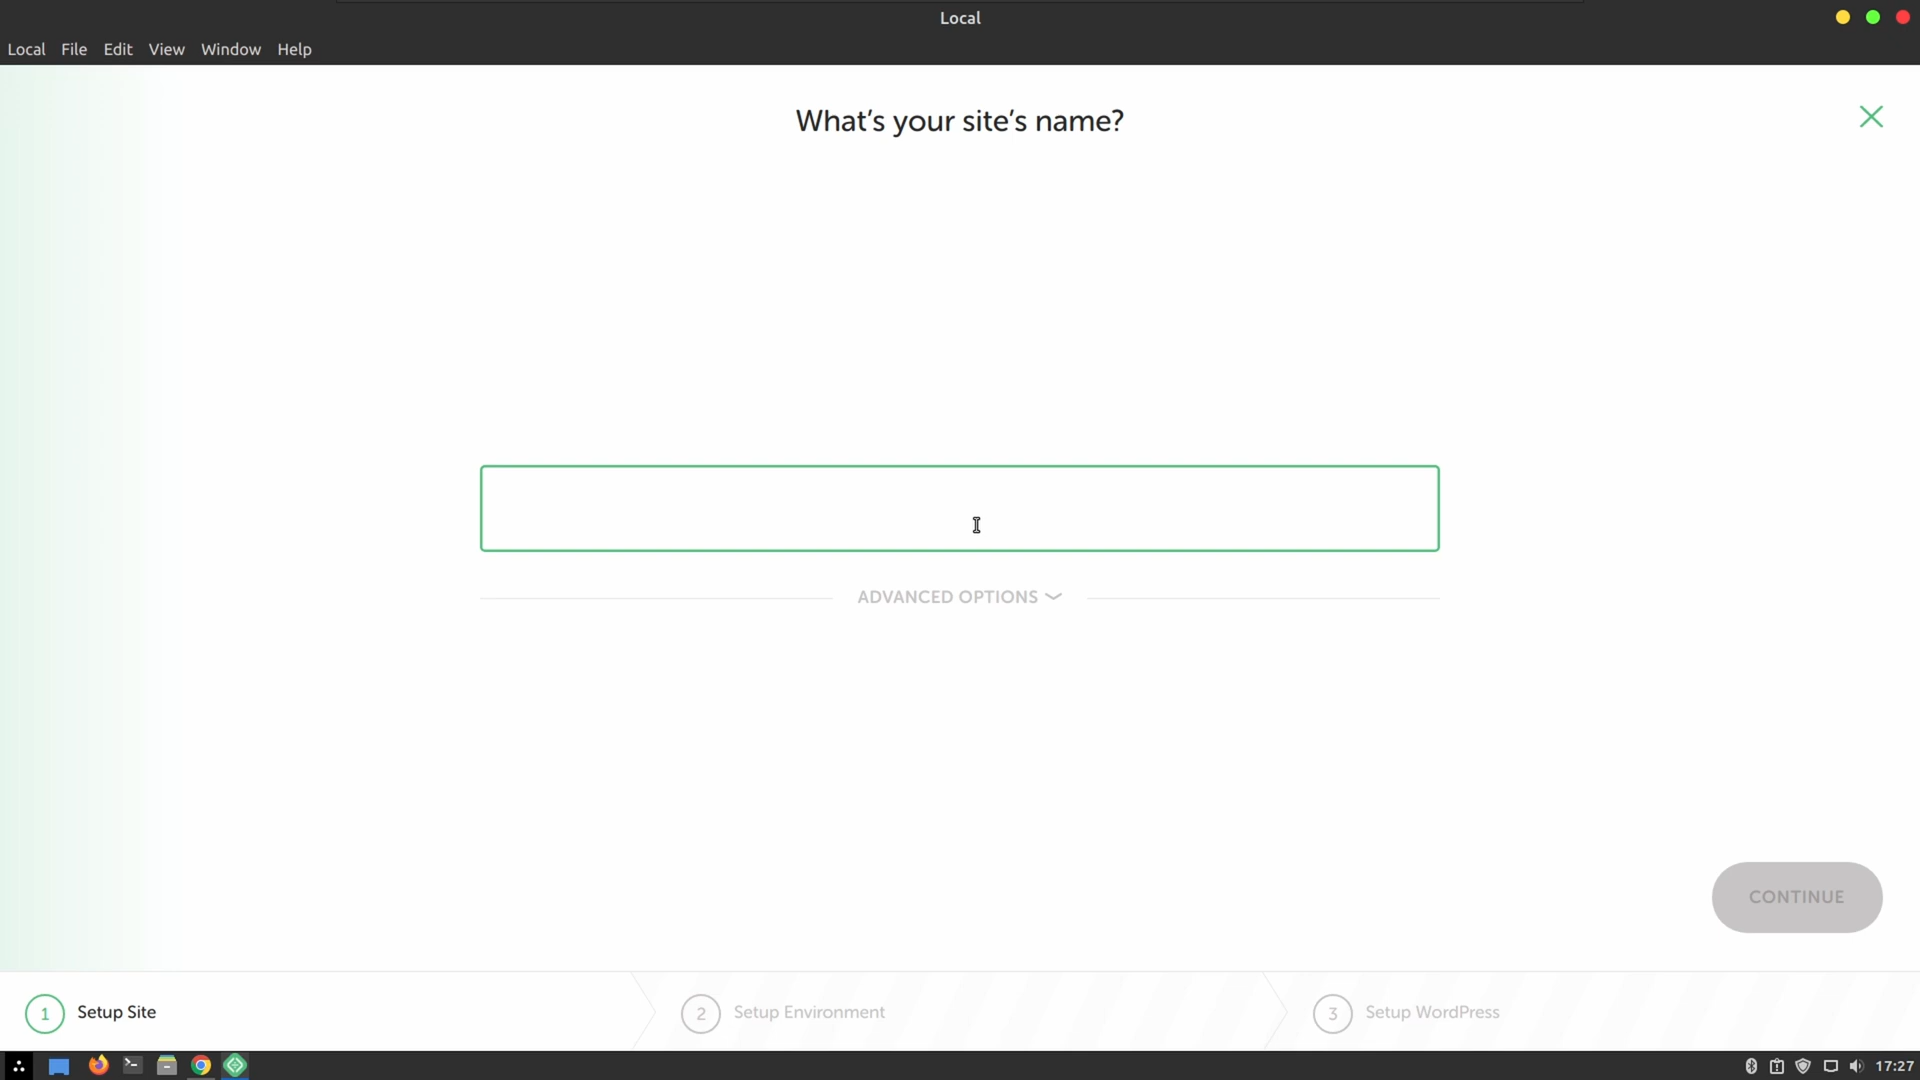 Local
Local File Edit View Window Help
What's your site's name?
ADVANCED OPTIONS
CONTINUE
1 Setup Site
2 Setup Environment
3 Setup WordPress
17:27